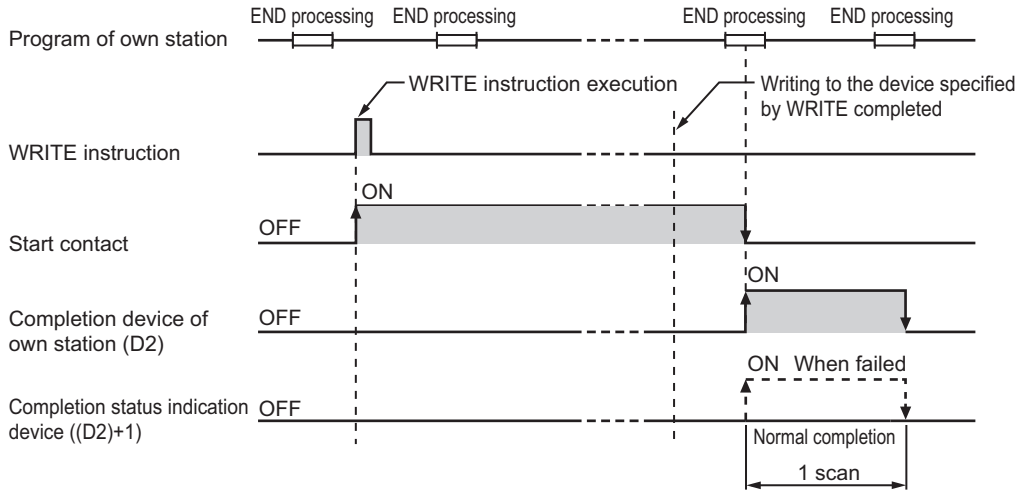 END processing END processing END processing END processing
Program of own station
WRITE instruction execution
Writing to the device specified
by WRITE completed
WRITE instruction
ON
OFF
Start contact
ON
Completion device of
own station (D2)
OFF
ON When failed
Completion status indication
device ((D2)+1)
OFF
Normal completion
1 scan